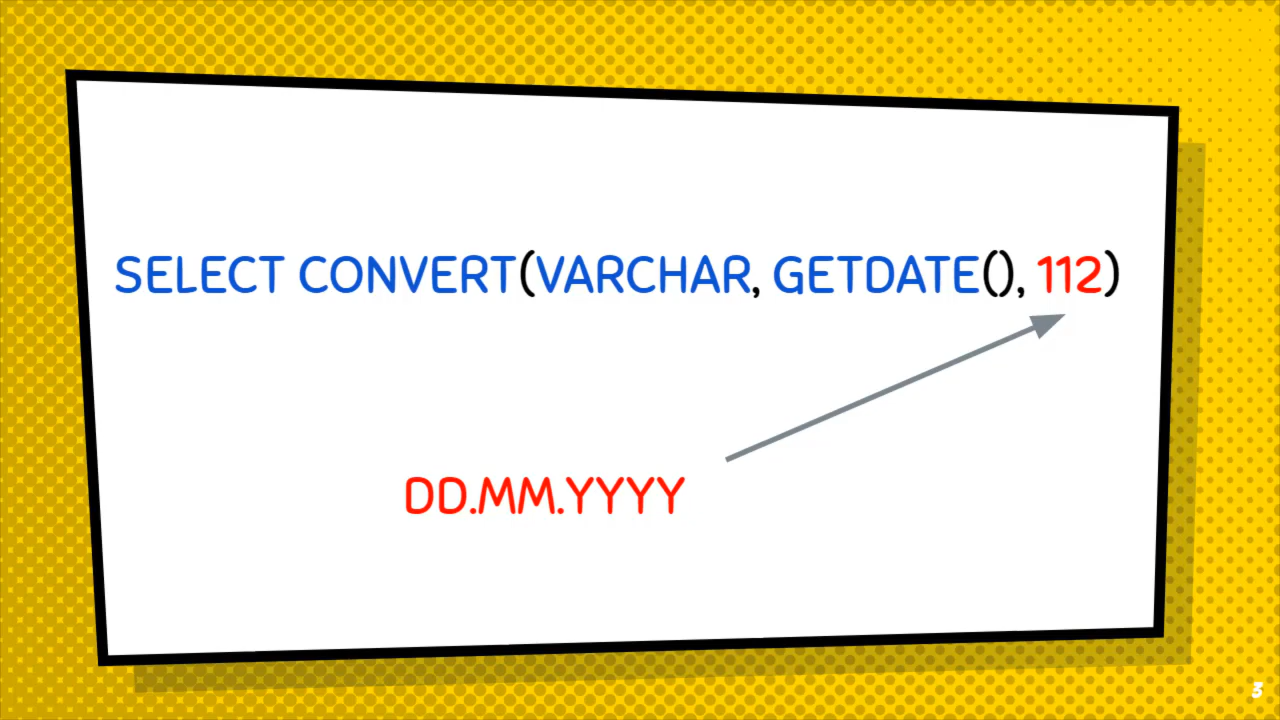 SELECT CONVERT(VARCHAR, GETDATE(), 112)
DD.MM.YYYY
3